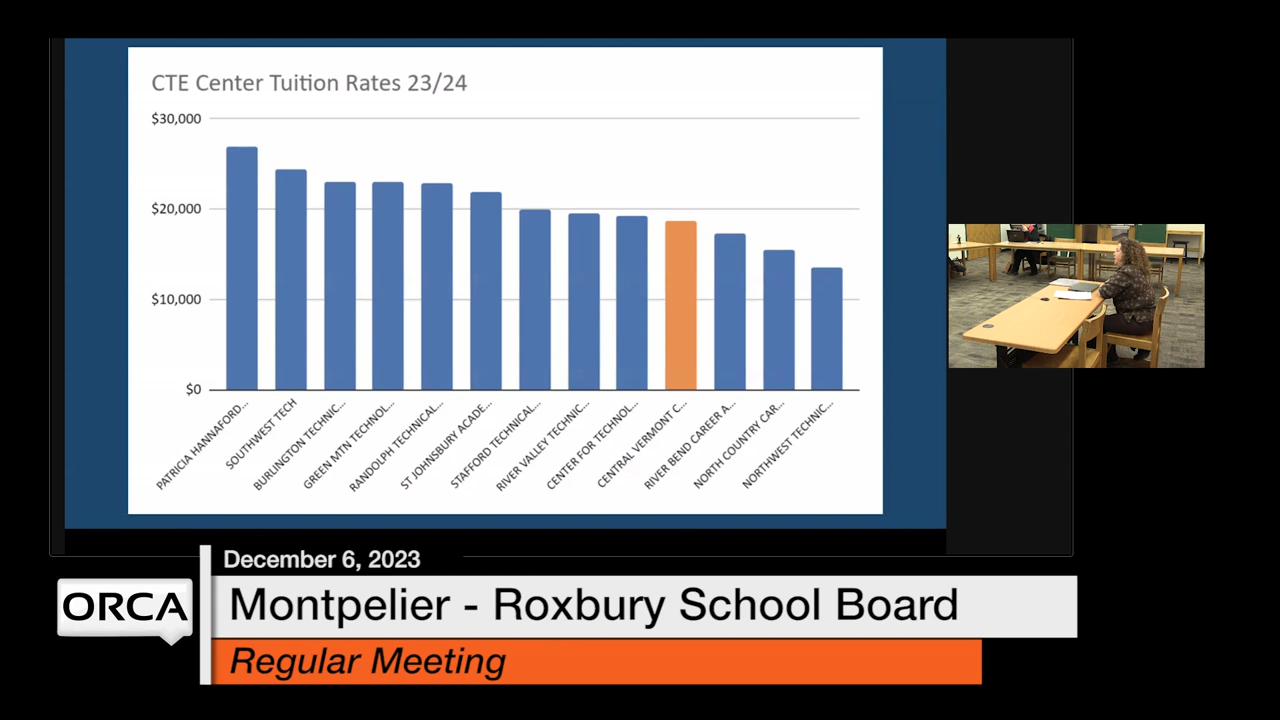 CTE Center Tuition Rates 23/24
$30,000
$20,000
$10,000
$0
PATRICIA HANNAFORD...
SOUTHWEST TECH
BURLINGTON TECHNIC...
GREEN MTN TECHNOL...
RANDOLPH TECHNICAL...
ST JOHNSBURY ACADE...
STAFFORD TECHNICAL...
RIVER VALLEY TECHNIC...
CENTER FOR TECHNOL...
CENTRAL VERMONT C...
RIVER BEND CAREER A...
NORTH COUNTRY CAR...
NORTHWEST TECHNIC...
December 6, 2023
ORCA
Montpelier - Roxbury School Board
Regular Meeting